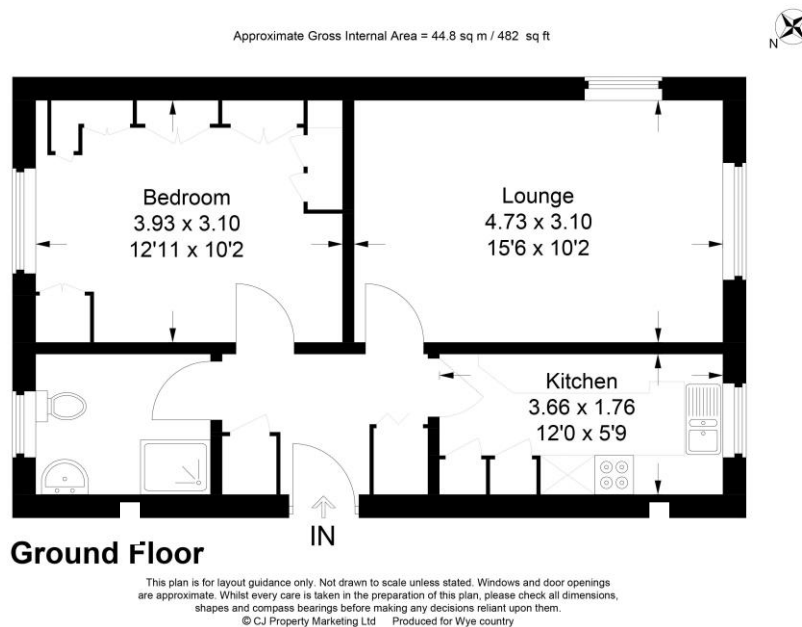 Approximate Gross Internal Area = 44.8 sq m / 482 sq ft
N
Bedroom
3.93 x 3.10
12'11 x 10'2
Lounge
4.73 x 3.10
15'6 x 10'2
Kitchen
3.66 x 1.76
12'0 x 5'9
IN
Ground Floor
This plan is for layout guidance only. Not drawn to scale unless stated. Windows and door openings
are approximate. Whilst every care is taken in the preparation of this plan, please check all dimensions,
shapes and compass bearings before making any decisions reliant upon them.
© CJ Property Marketing Ltd Produced for Wye country